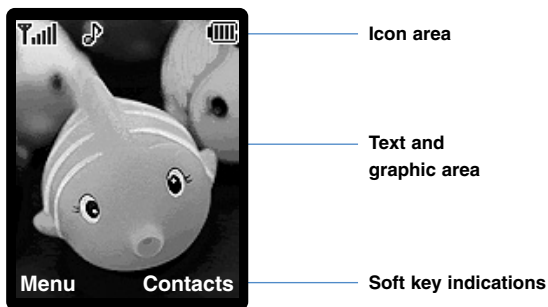 Icon area
Text and
graphic area
Menu
Contacts
Soft key indications